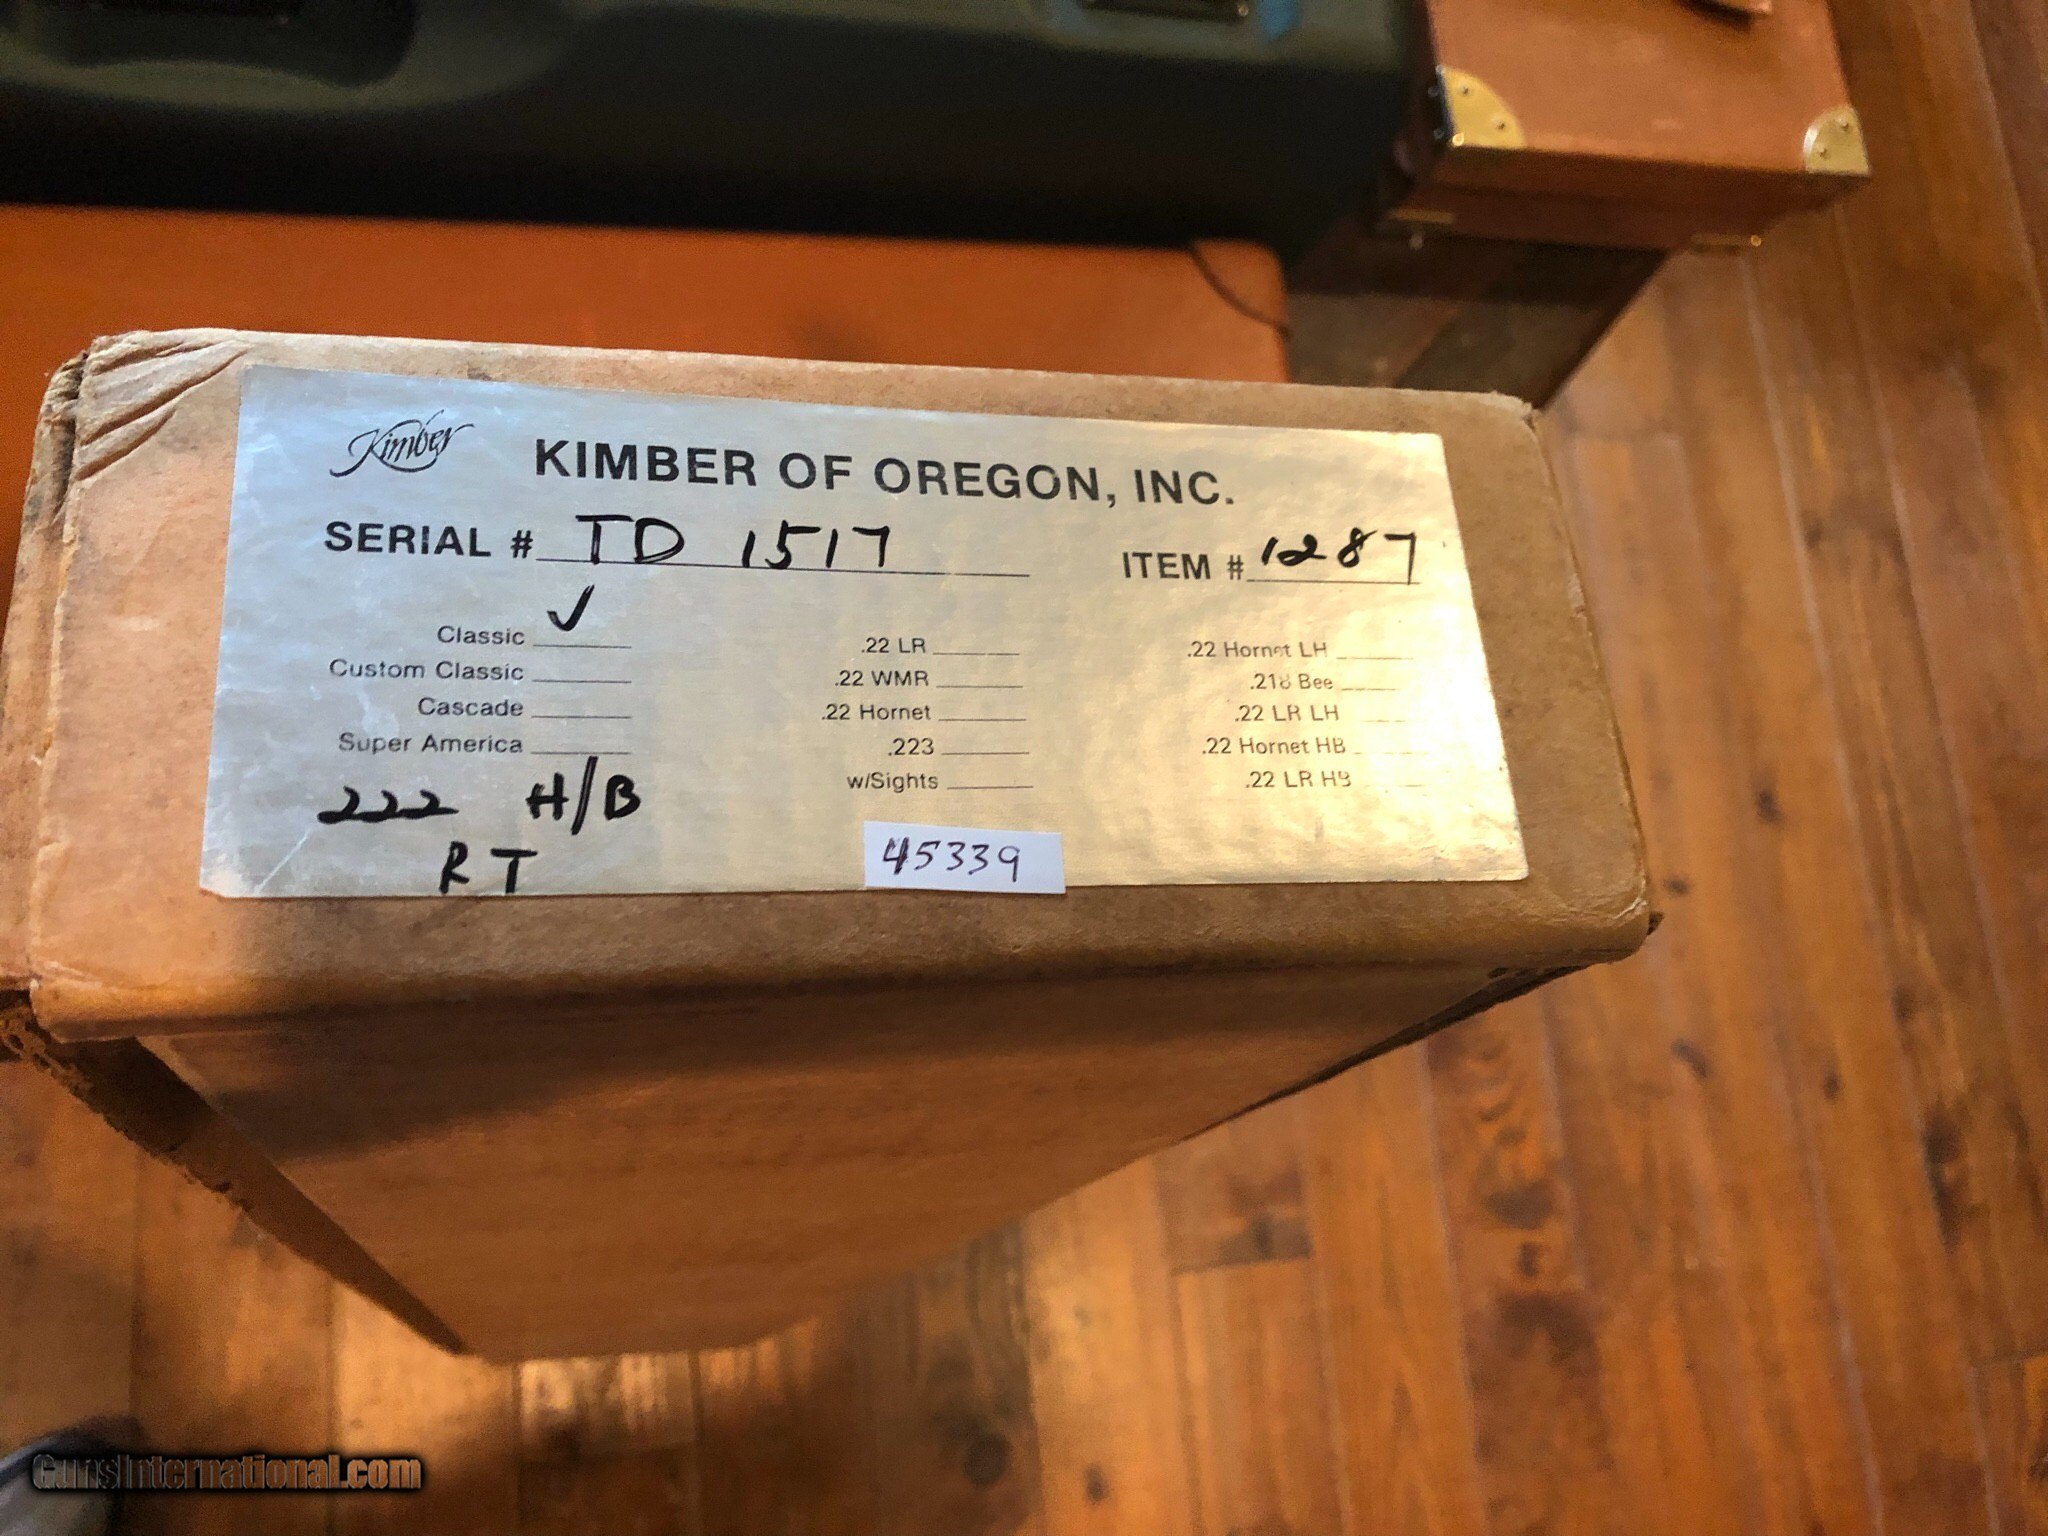 Kimber KIMBER OF OREGON, INC.
SERIAL # TD 1517 ITEM # 1287
Classic ✓ .22 LR .22 Hornet LH
Custom Classic .22 WMR .218 Bee
Cascade .22 Hornet .22 LR LH
Super America .223 .22 Hornet HB
222 H/B w/Sights .22 LR HB
RT 45339
GunsInternational.com